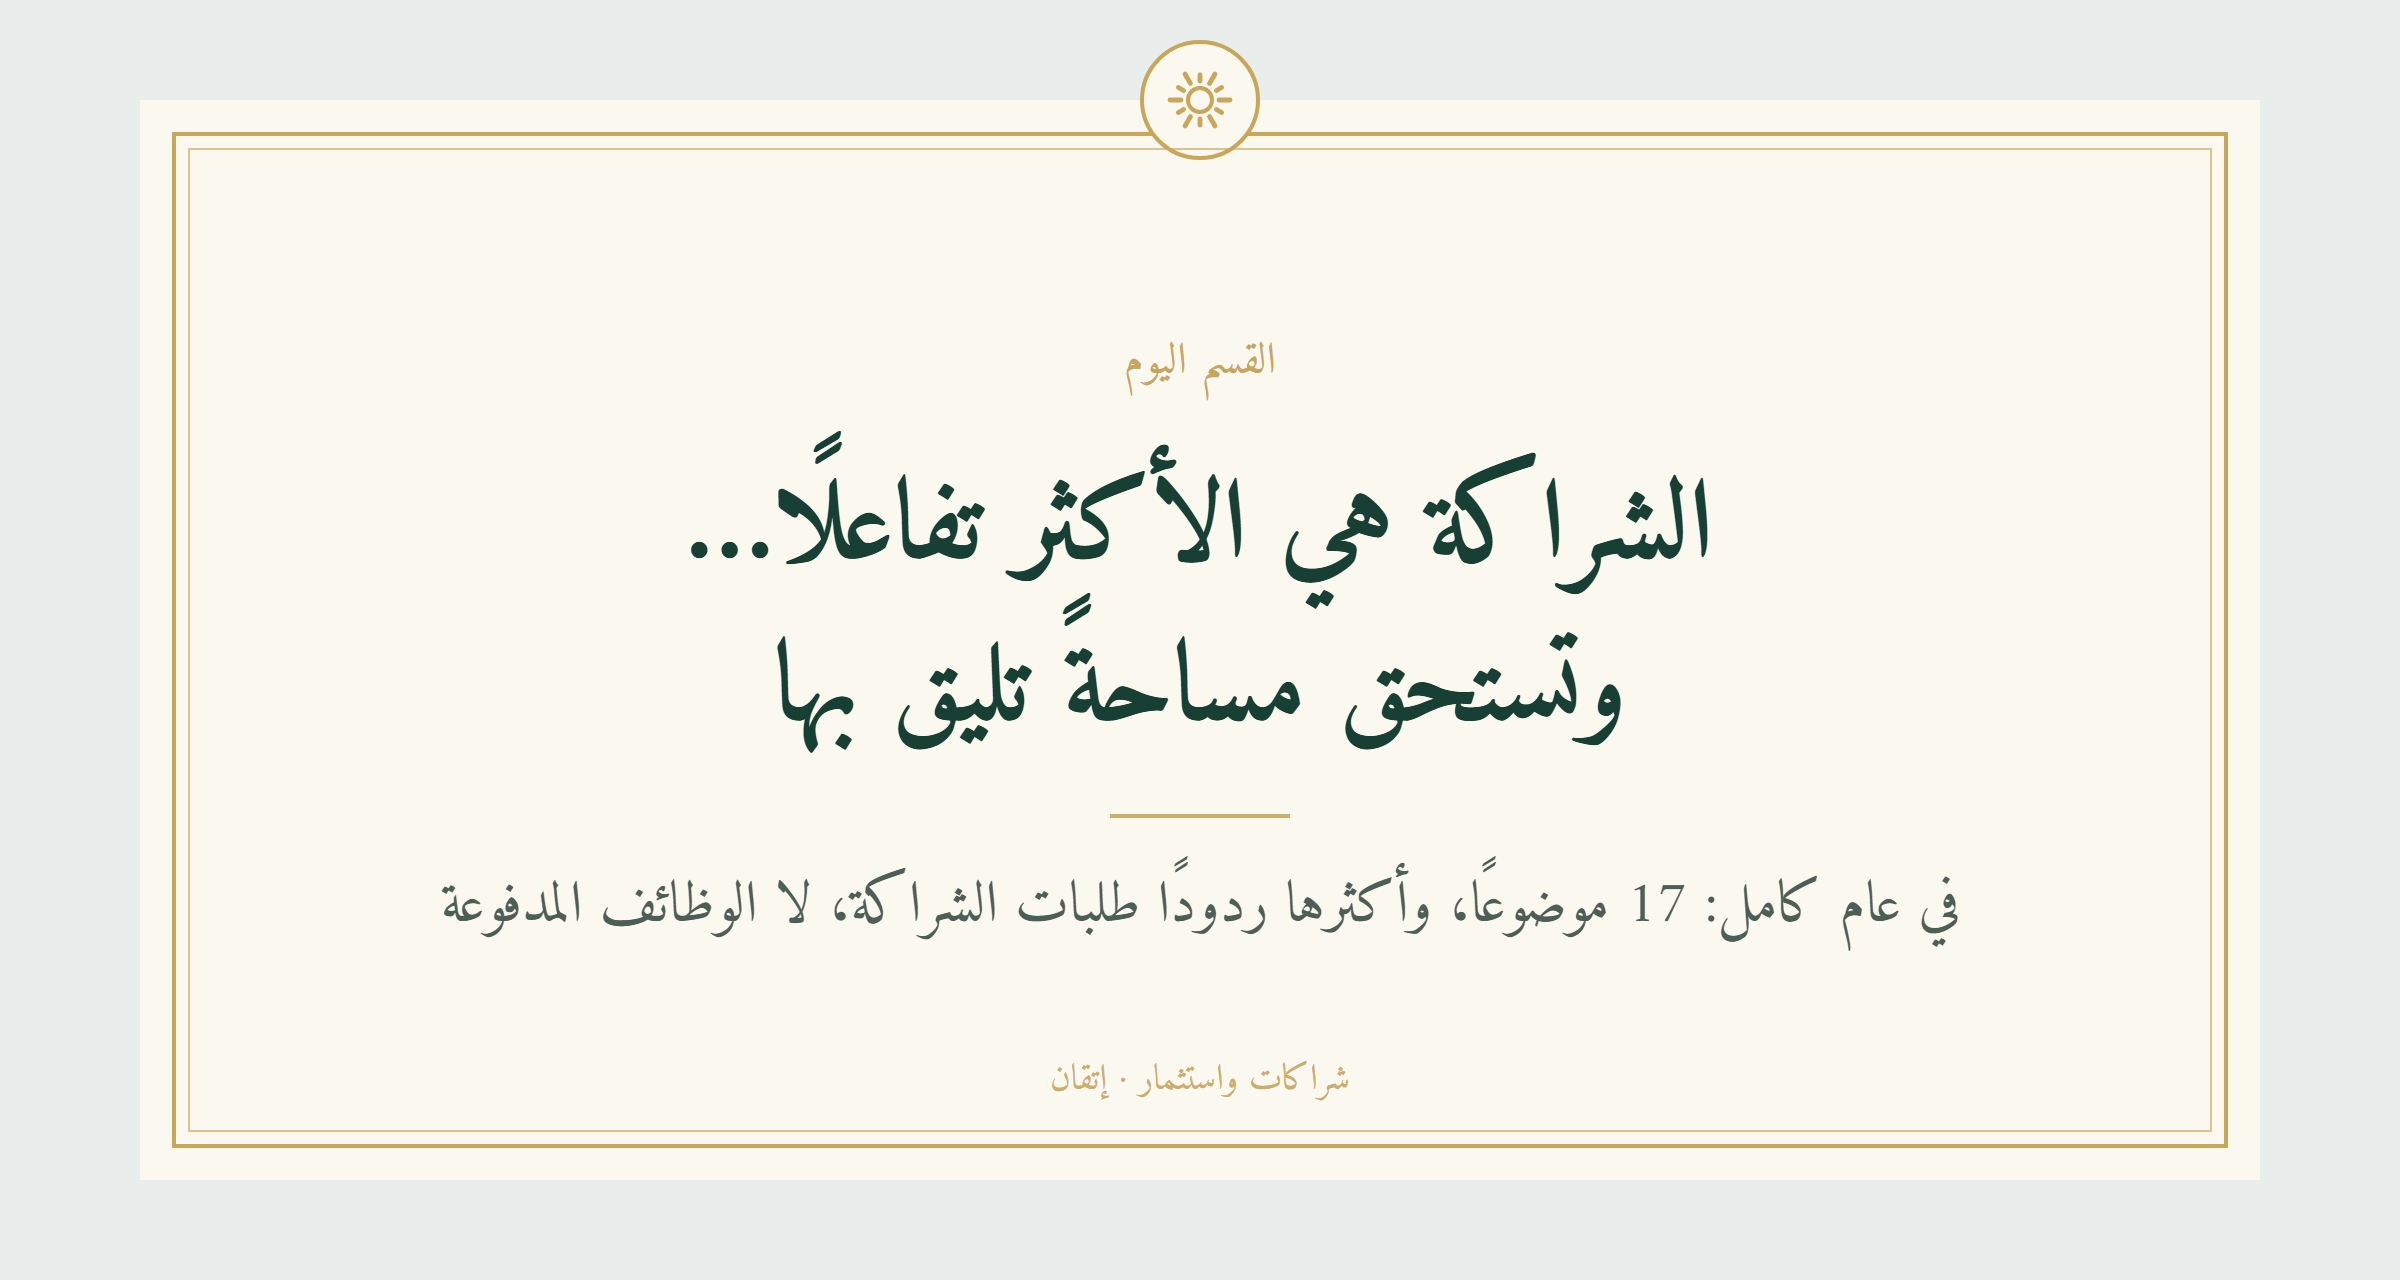 القسم اليوم
الشراكة هي الأكثر تفاعلًا...
وتستحق مساحةً تليق بها
في عام كامل: 17 موضوعًا، وأكثرها ردودًا طلبات الشراكة، لا الوظائف المدفوعة
شراكات واستثمار · إتقان